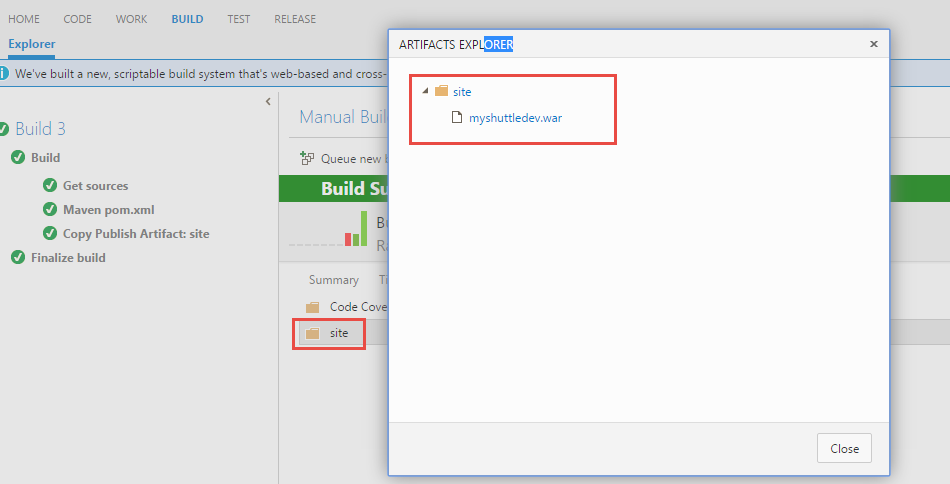 HOME CODE WORK BUILD TEST RELEASE
Explorer
We've built a new, scriptable build system that's web-based and cross-
Build 3
Build
Get sources
Maven pom.xml
Copy Publish Artifact: site
Finalize build
Manual Buil
Queue new
Build Su
Summary
Code Cove
site
ARTIFACTS EXPLORER
site
myshuttledev.war
Close